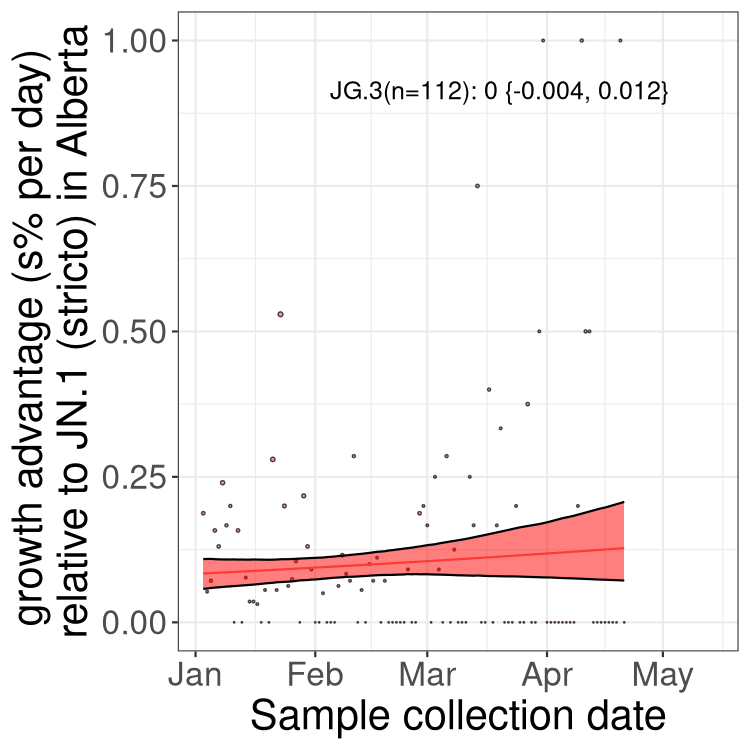 growth advantage (s% per day)
relative to JN.1 (stricto) in Alberta
1.00
0.75
0.50
0.25
0.00
JG.3(n=112): 0 {-0.004, 0.012}
Jan Feb Mar Apr May
Sample collection date